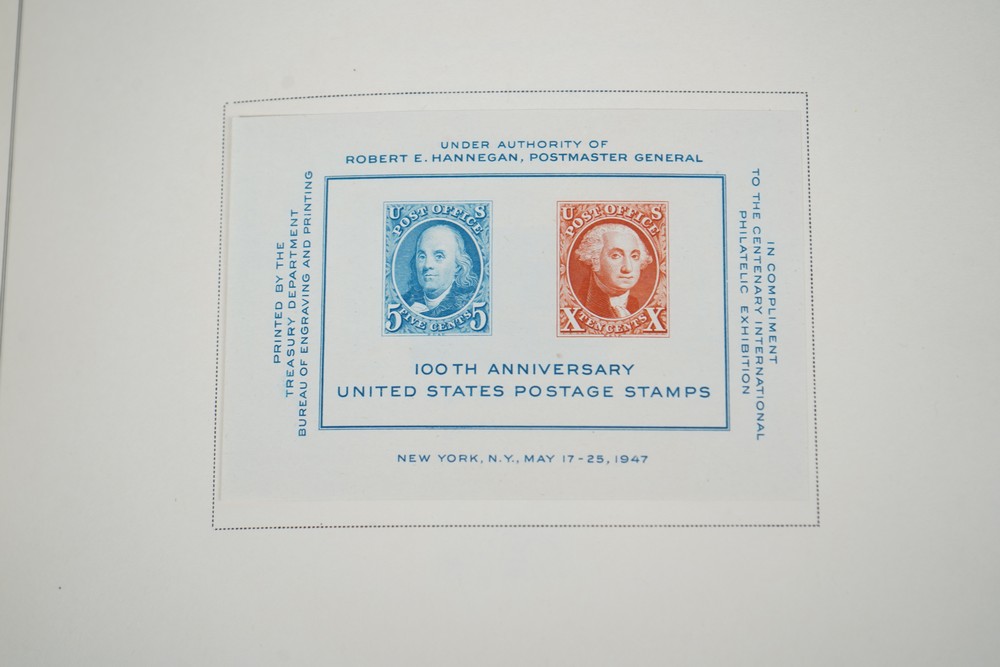 UNDER AUTHORITY OF
ROBERT E. HANNEGAN, POSTMASTER GENERAL
PRINTED BY THE
TREASURY DEPARTMENT
BUREAU OF ENGRAVING AND PRINTING
U S
POST OFFICE
5 FIVE CENTS 5
U S
POST OFFICE
X TEN CENTS X
100TH ANNIVERSARY
UNITED STATES POSTAGE STAMPS
IN COMPLIMENT
TO THE CENTENARY INTERNATIONAL
PHILATELIC EXHIBITION
NEW YORK, N.Y., MAY 17-25, 1947